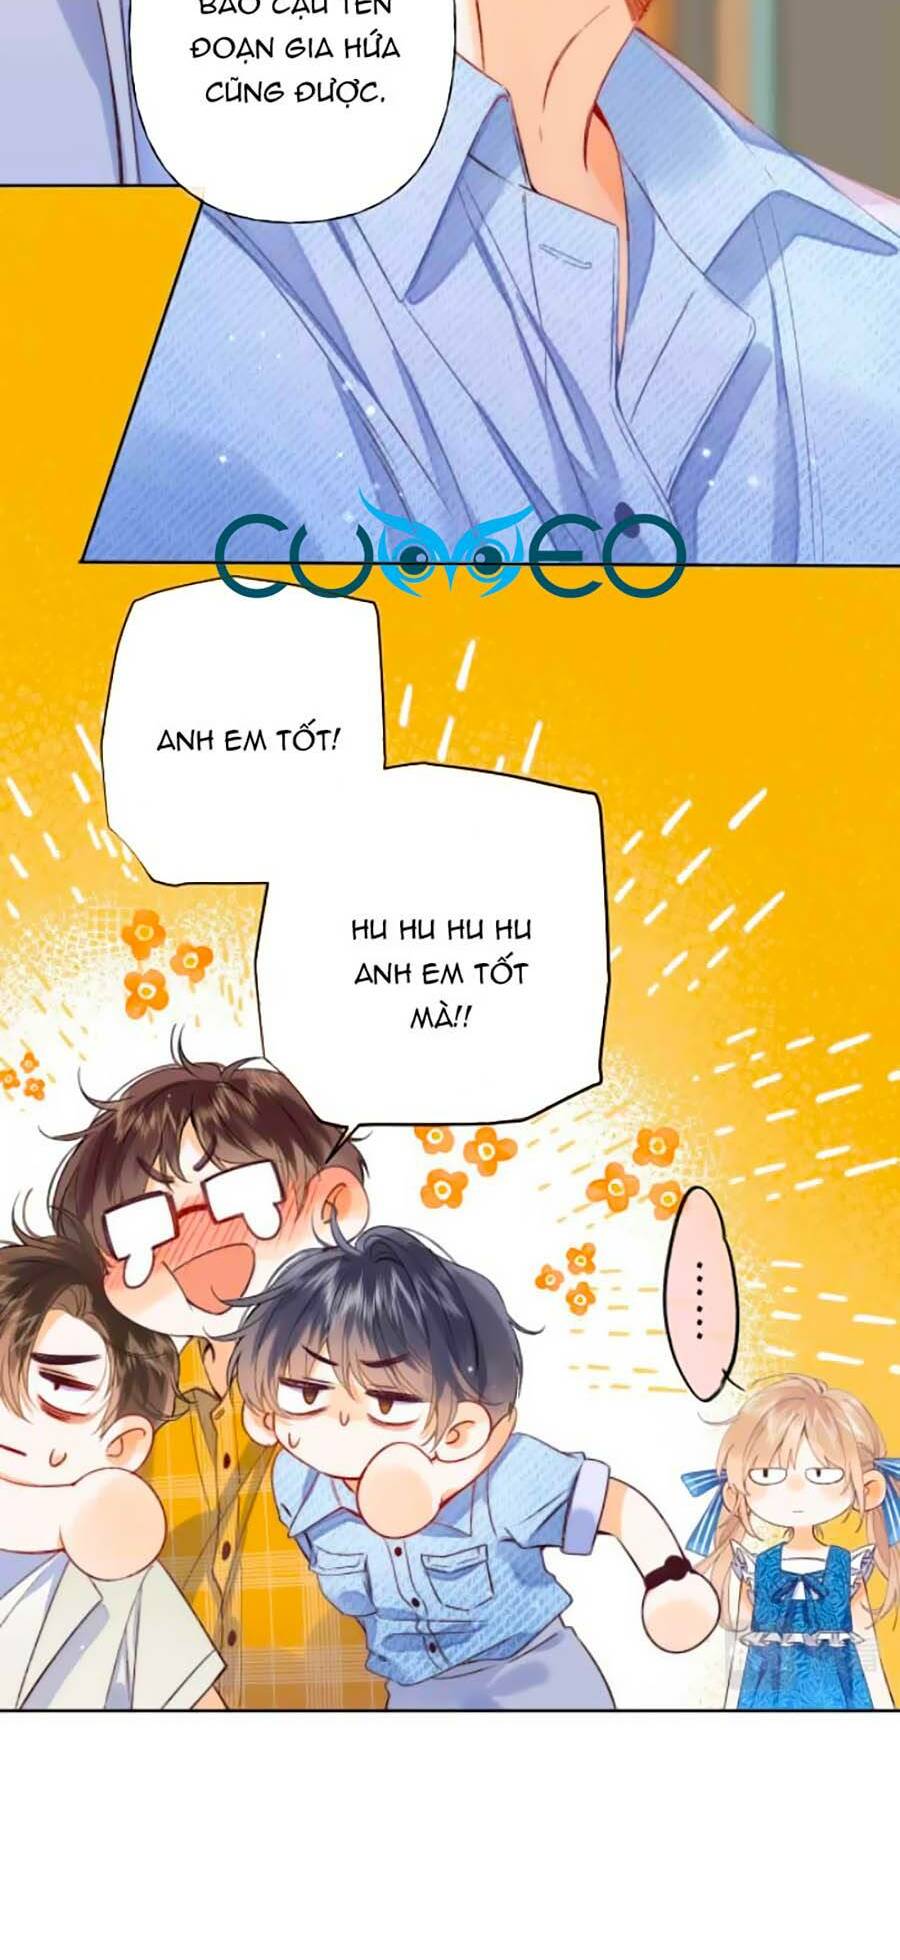 BẢO CẬU TÊN
ĐOẠN GIA HỨA
CŨNG ĐƯỢC.
CUMEO
ANH EM TỐT!
HU HU HU HU
ANH EM TỐT
MÀ!!
......